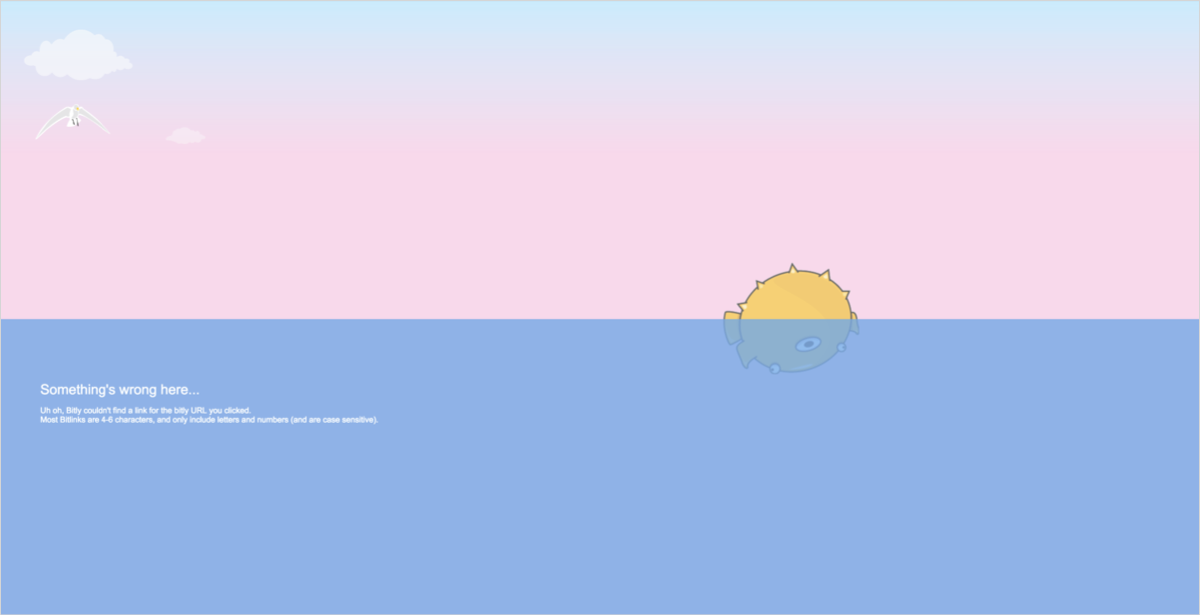 Something's wrong here...
Uh oh, Bitly couldn't find a link for the bitly URL you clicked.
Most Bitlinks are 4-6 characters, and only include letters and numbers (and are case sensitive).